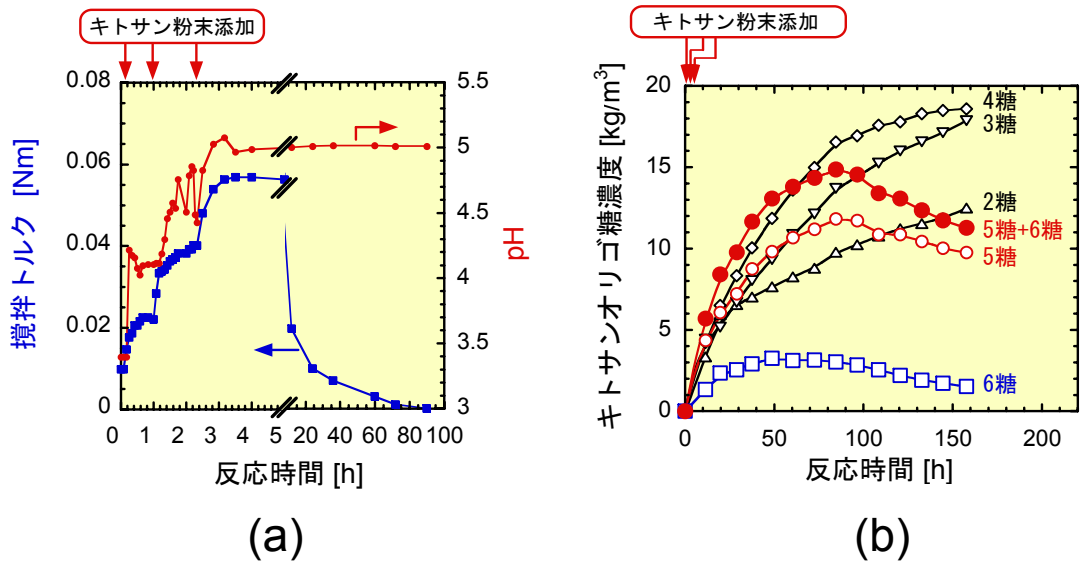 キトサン粉末添加
0.08
0.06
0.04
0.02
0
撹拌トルク [Nm]
5.5
5
4.5
4
3.5
3
pH
0 1 2 3 4 5 20 40 60 80 100
反応時間 [h]
(a)
キトサン粉末添加
20
15
10
5
0
キトサンオリゴ糖濃度 [kg/m³]
4糖
3糖
2糖
5糖+6糖
5糖
6糖
0 50 100 150 200
反応時間 [h]
(b)